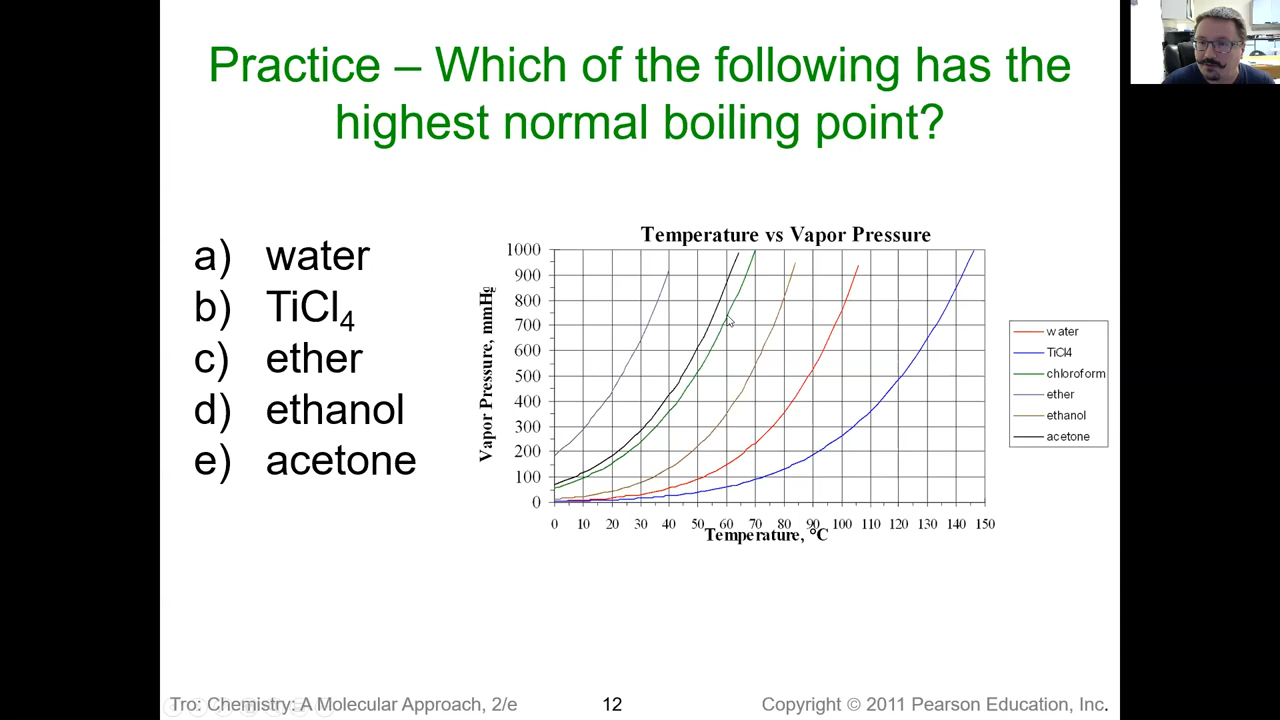 Practice – Which of the following has the
highest normal boiling point?
a) water
b) TiCl₄
c) ether
d) ethanol
e) acetone
Temperature vs Vapor Pressure
Vapor Pressure, mmHg
1000
900
800
700
600
500
400
300
200
100
0
0 10 20 30 40 50 60 70 80 90 100 110 120 130 140 150
Temperature, °C
water
TiCl4
chloroform
ether
ethanol
acetone
Tro: Chemistry: A Molecular Approach, 2/e
12
Copyright © 2011 Pearson Education, Inc.